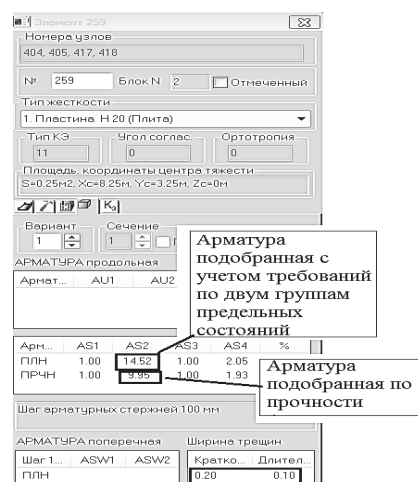 Элемент 259
Номера узлов
404, 405, 417, 418
№ 259 Блок N 2 Отмеченный
Тип жесткости
1. Пластина H 20 (Плита)
Тип КЭ Угол соглас. Ортотропия
11 0 0
Площадь, координаты центра тяжести
S=0.25м2, Xc=8.25м, Yc=3.25м, Zc=0м
Вариант Сечение
1 1
АРМАТУРА продольная
Армат... AU1 AU2
Арматура
подобранная с
учетом требований
по двум группам
предельных
состояний
Арм... AS1 AS2 AS3 AS4 %
ПЛН 1.00 14.52 1.00 2.05
ПРЧН 1.00 9.95 1.00 1.93
Арматура
подобранная по
прочности
Шаг арматурных стержней 100 мм
АРМАТУРА поперечная Ширина трещин
Шаг 1... ASW1 ASW2 Кратко... Длител...
ПЛН 0.20 0.10